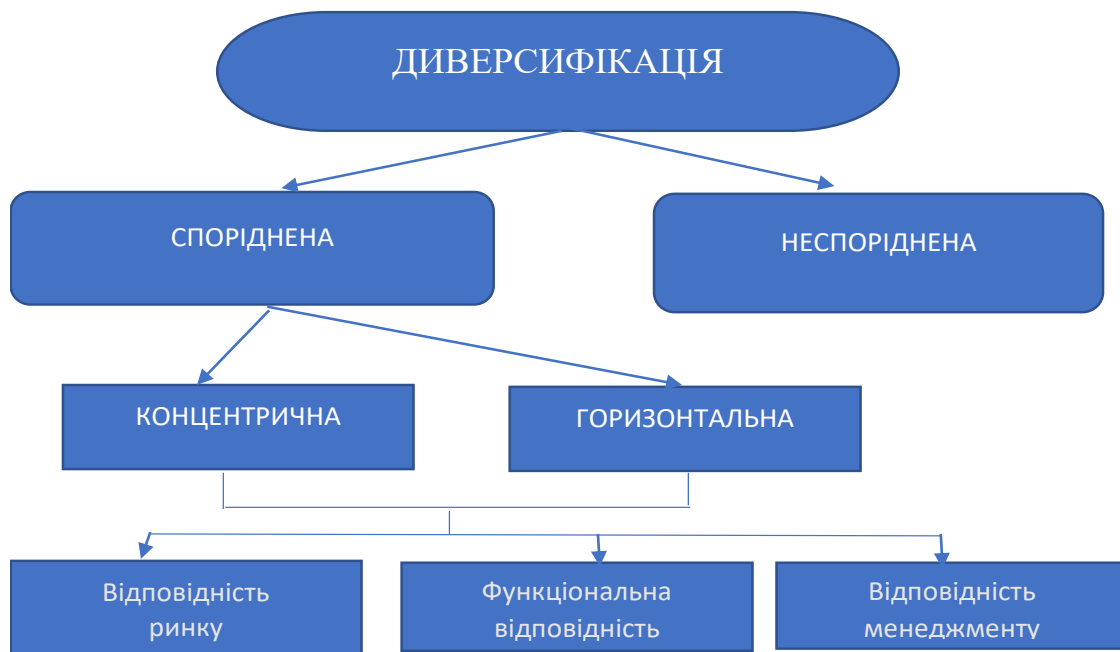 ДИВЕРСИФІКАЦІЯ
СПОРІДНЕНА
НЕСПОРІДНЕНА
КОНЦЕНТРИЧНА
ГОРИЗОНТАЛЬНА
Відповідність
ринку
Функціональна
відповідність
Відповідність
менеджменту